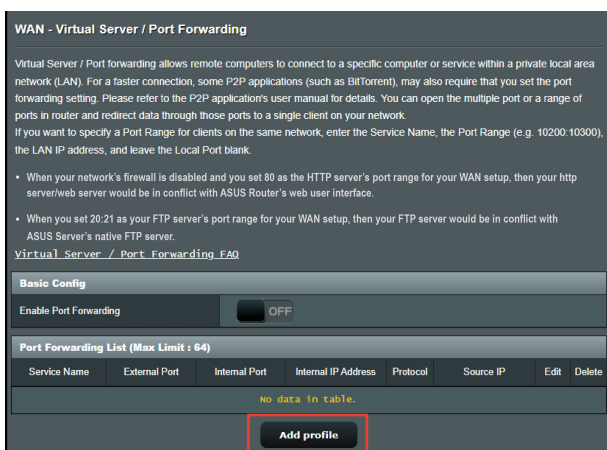 WAN - Virtual Server / Port Forwarding
Virtual Server / Port forwarding allows remote computers to connect to a specific computer or service within a private local area
network (LAN). For a faster connection, some P2P applications (such as BitTorrent), may also require that you set the port
forwarding setting. Please refer to the P2P application's user manual for details. You can open the multiple port or a range of
ports in router and redirect data through those ports to a single client on your network.
If you want to specify a Port Range for clients on the same network, enter the Service Name, the Port Range (e.g. 10200:10300),
the LAN IP address, and leave the Local Port blank.
• When your network's firewall is disabled and you set 80 as the HTTP server's port range for your WAN setup, then your http
server/web server would be in conflict with ASUS Router's web user interface.
• When you set 20:21 as your FTP server's port range for your WAN setup, then your FTP server would be in conflict with
ASUS Server's native FTP server.
Virtual Server / Port Forwarding FAQ
Basic Config
Enable Port Forwarding OFF
Port Forwarding List (Max Limit : 64)
Service Name External Port Internal Port Internal IP Address Protocol Source IP Edit Delete
No data in table.
Add profile